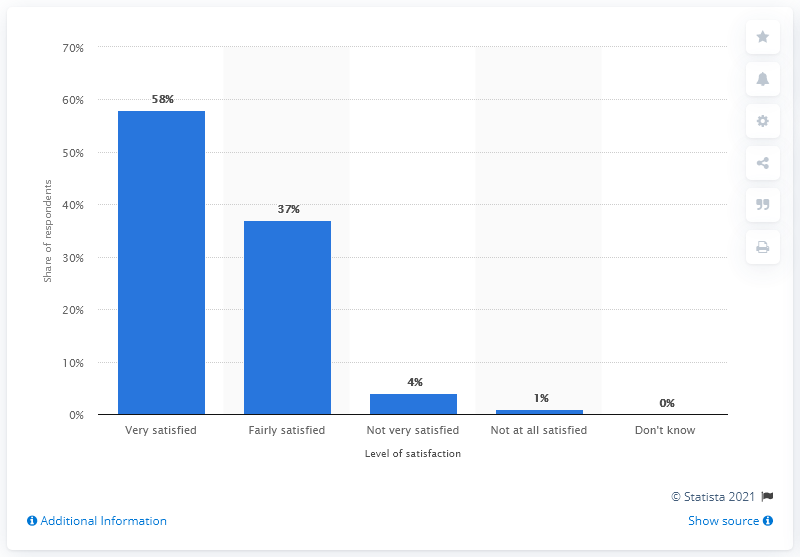 70%
60%
50%
40%
30%
20%
10%
0%
Share of respondents
58%
37%
4%
1%
0%
Very satisfied
Fairly satisfied
Not very satisfied
Not at all satisfied
Don't know
Level of satisfaction
© Statista 2021
Additional Information
Show source